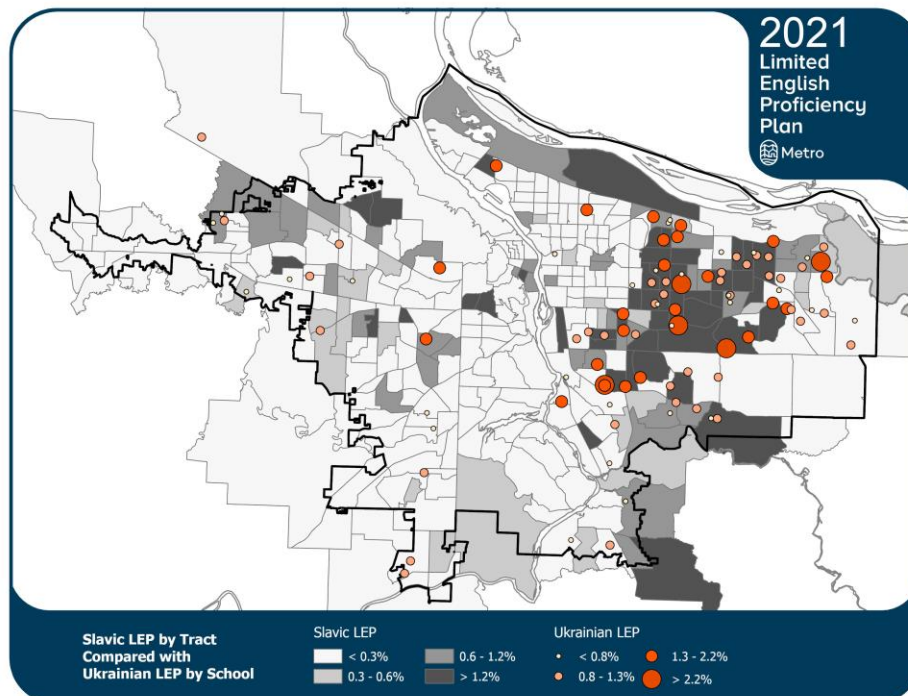 2021
Limited
English
Proficiency
Plan
Metro
Slavic LEP by Tract
Compared with
Ukrainian LEP by School
Slavic LEP
< 0.3%
0.3 - 0.6%
0.6 - 1.2%
> 1.2%
Ukrainian LEP
< 0.8%
0.8 - 1.3%
1.3 - 2.2%
> 2.2%